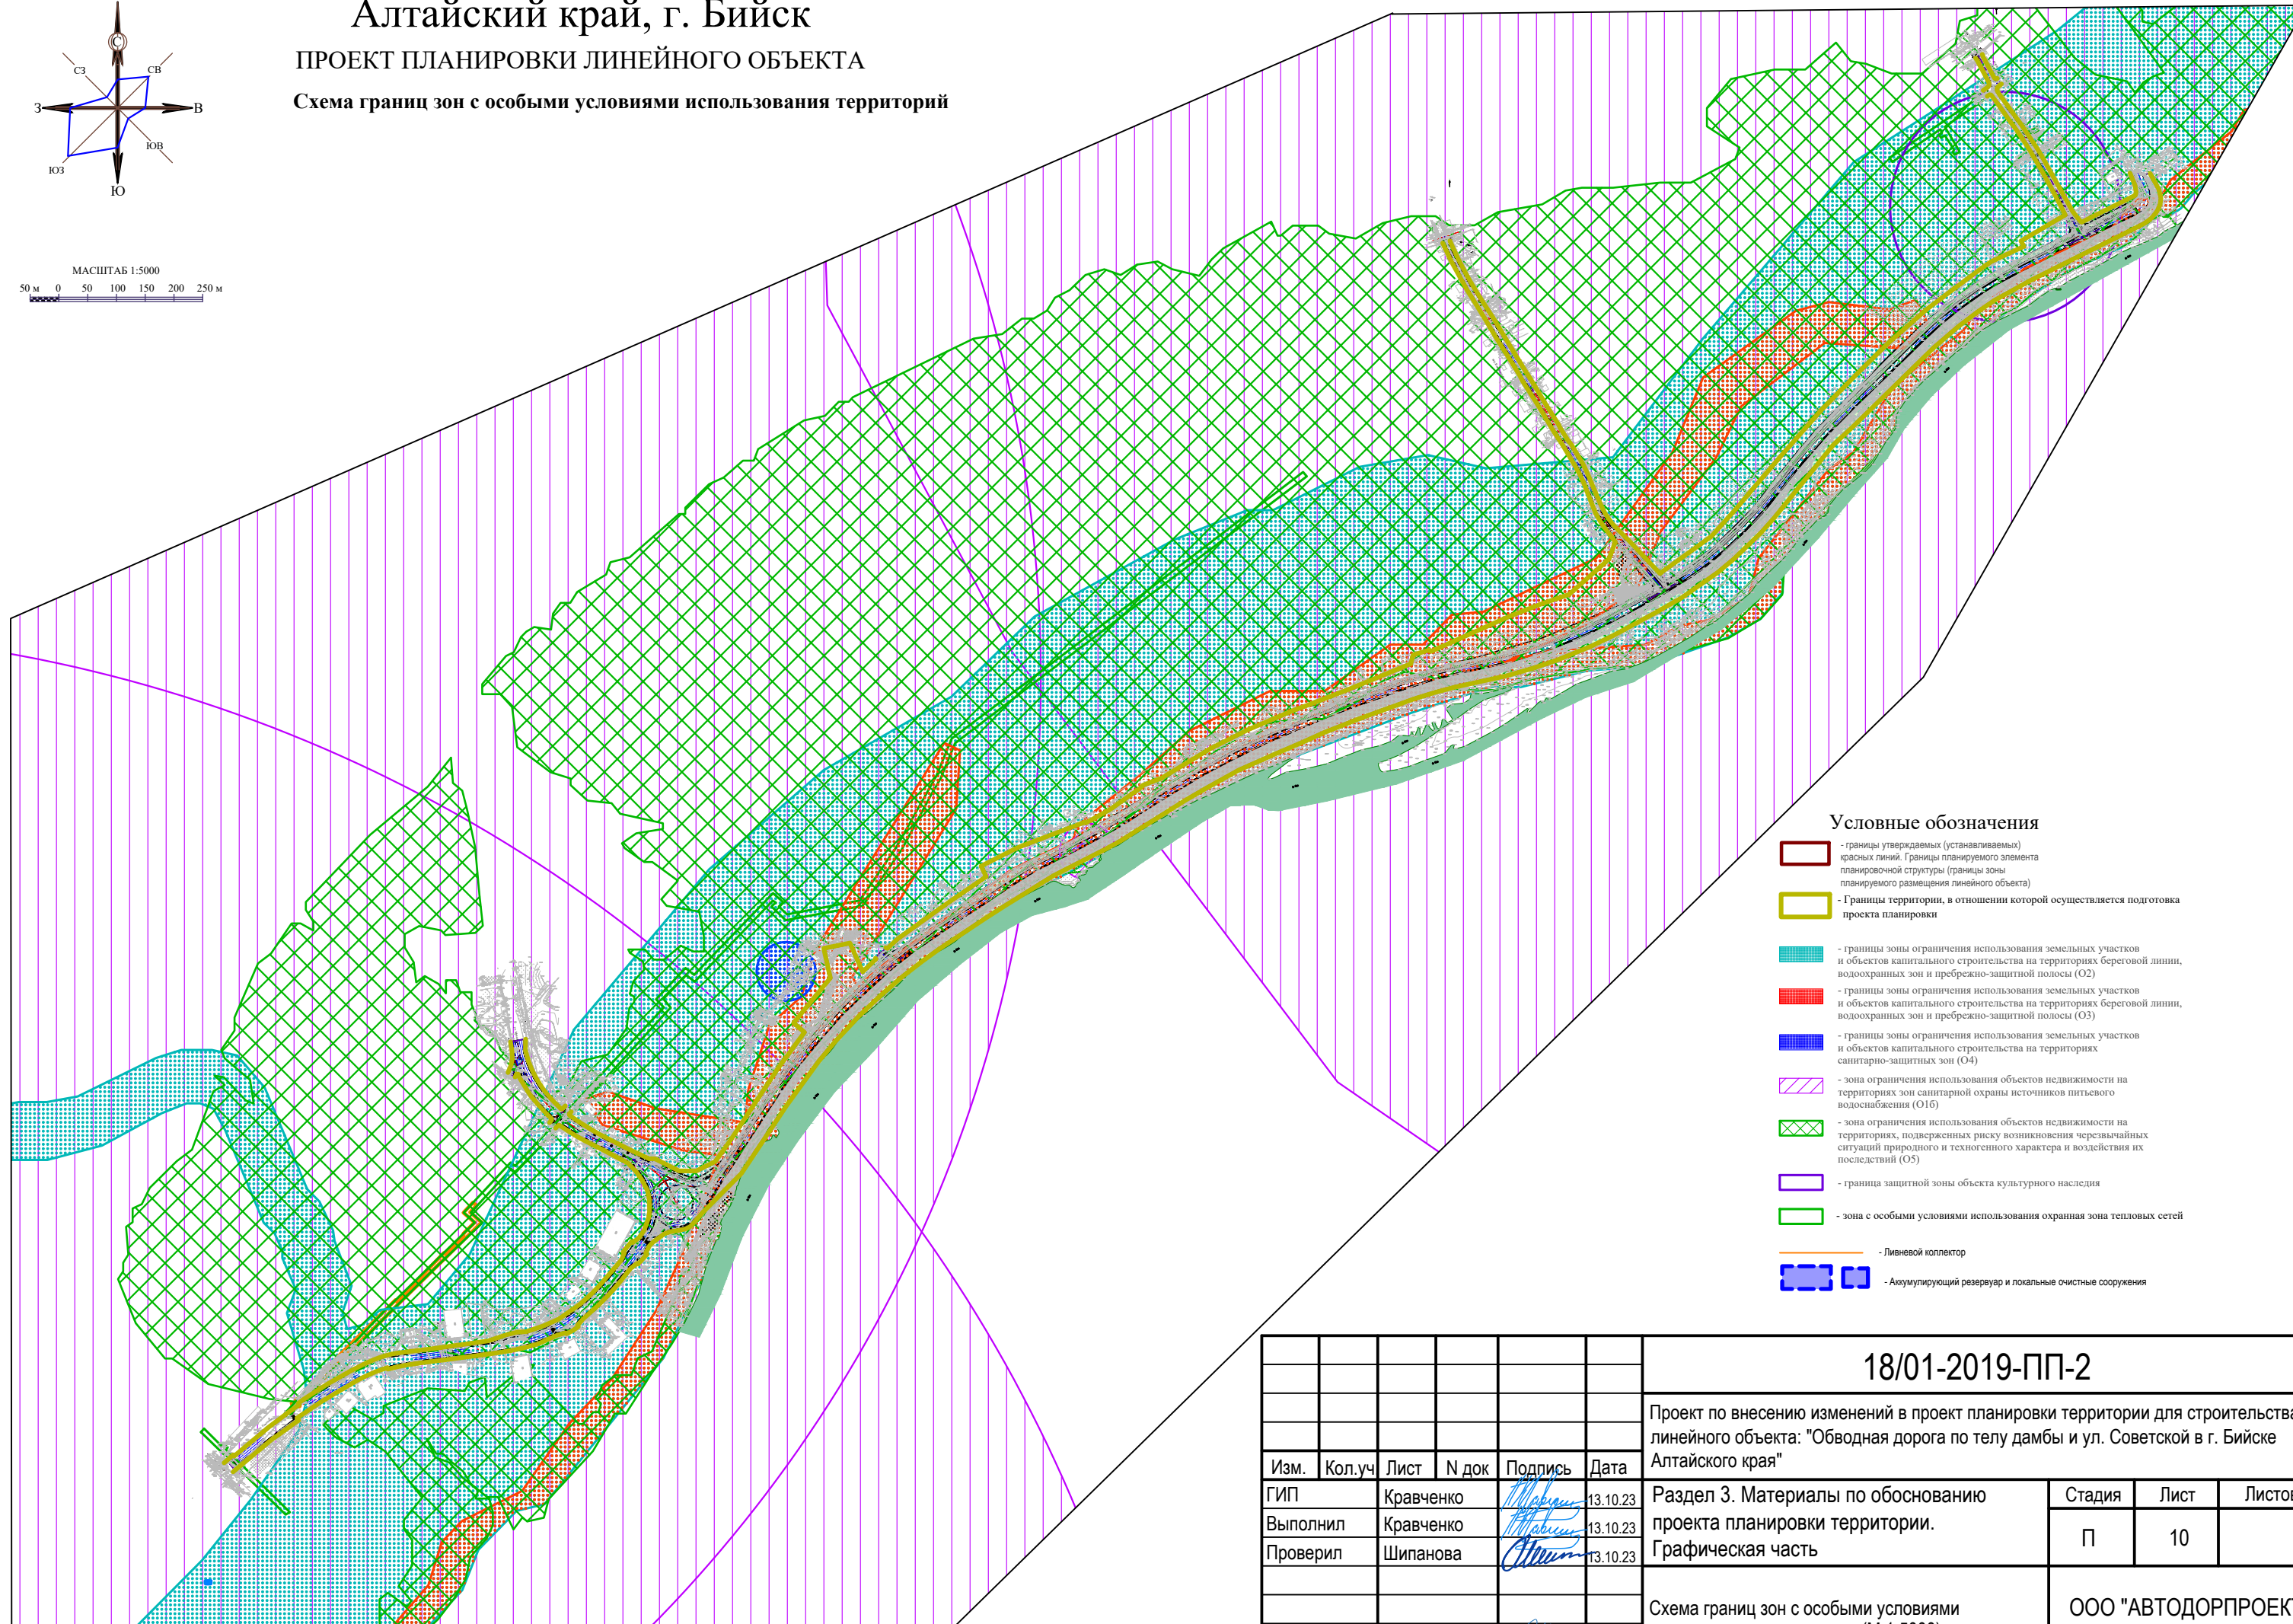 Алтайский край, г. Бийск
ПРОЕКТ ПЛАНИРОВКИ ЛИНЕЙНОГО ОБЪЕКТА
Схема границ зон с особыми условиями использования территорий
С
СЗ
СВ
З
В
ЮЗ
ЮВ
Ю
МАСШТАБ 1:5000
50 м 0 50 100 150 200 250 м
Условные обозначения
- границы утверждаемых (устанавливаемых)
красных линий. Границы планируемого элемента
планировочной структуры (границы зоны
планируемого размещения линейного объекта)
- Границы территории, в отношении которой осуществляется подготовка
проекта планировки
- границы зоны ограничения использования земельных участков
и объектов капитального строительства на территориях береговой линии,
водоохранных зон и пребрежно-защитной полосы (О2)
- границы зоны ограничения использования земельных участков
и объектов капитального строительства на территориях береговой линии,
водоохранных зон и пребрежно-защитной полосы (О3)
- границы зоны ограничения использования земельных участков
и объектов капитального строительства на территориях
санитарно-защитных зон (О4)
- зона ограничения использования объектов недвижимости на
территориях зон санитарной охраны источников питьевого
водоснабжения (О1б)
- зона ограничения использования объектов недвижимости на
территориях, подверженных риску возникновения черезвычайных
ситуаций природного и техногенного характера и воздействия их
последствий (О5)
- граница защитной зоны объекта культурного наследия
- зона с особыми условиями использования охранная зона тепловых сетей
- Ливневой коллектор
- Аккумулирующий резервуар и локальные очистные сооружения
18/01-2019-ПП-2
Проект по внесению изменений в проект планировки территории для строительства
линейного объекта: "Обводная дорога по телу дамбы и ул. Советской в г. Бийске
Алтайского края"
Изм. Кол.уч Лист N док Подпись Дата
ГИП Кравченко 13.10.23
Выполнил Кравченко 13.10.23
Проверил Шипанова 13.10.23
Раздел 3. Материалы по обоснованию
проекта планировки территории.
Графическая часть
Стадия Лист Листов
П 10
Схема границ зон с особыми условиями
ООО "АВТОДОРПРОЕКТ